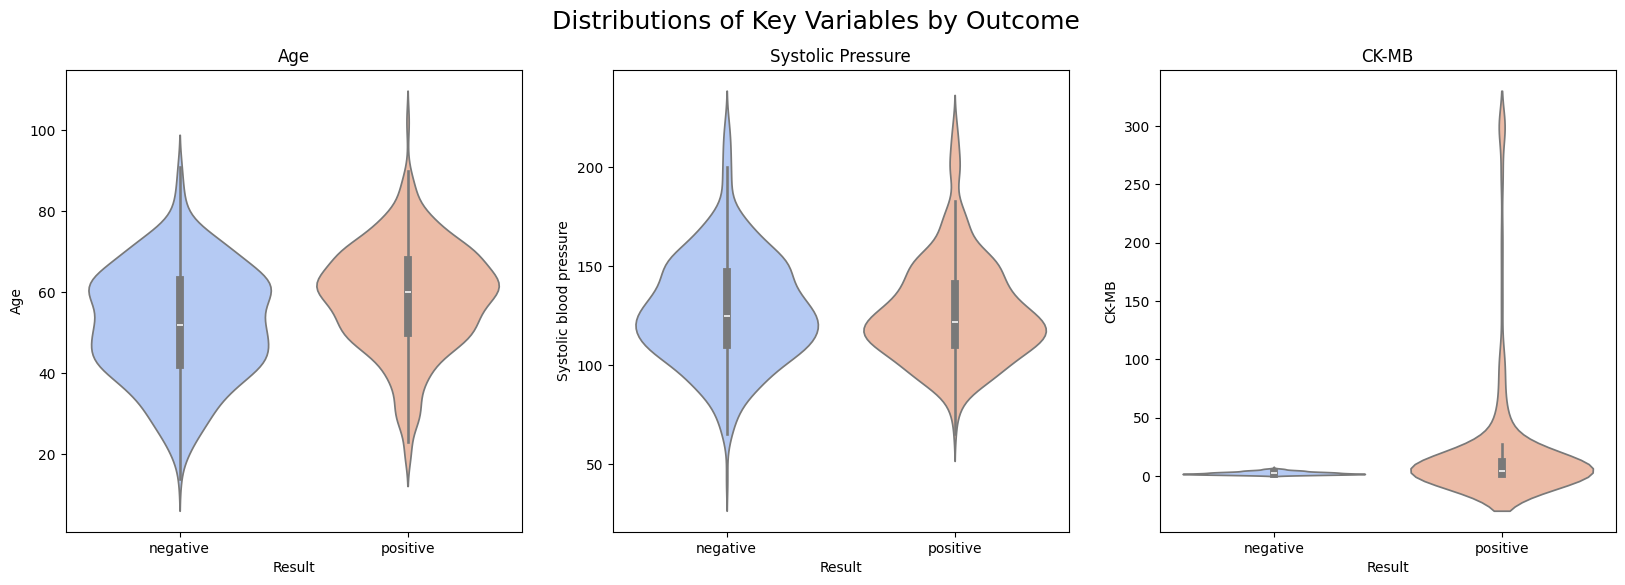 Distributions of Key Variables by Outcome
Age
Age
100
80
60
40
20
negative positive
Result
Systolic Pressure
Systolic blood pressure
200
150
100
50
negative positive
Result
CK-MB
CK-MB
300
250
200
150
100
50
0
negative positive
Result